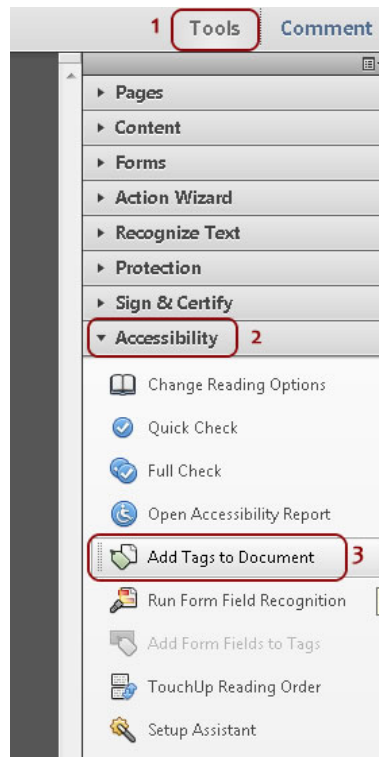 1 Tools Comment
Pages
Content
Forms
Action Wizard
Recognize Text
Protection
Sign & Certify
Accessibility 2
Change Reading Options
Quick Check
Full Check
Open Accessibility Report
Add Tags to Document 3
Run Form Field Recognition
Add Form Fields to Tags
TouchUp Reading Order
Setup Assistant